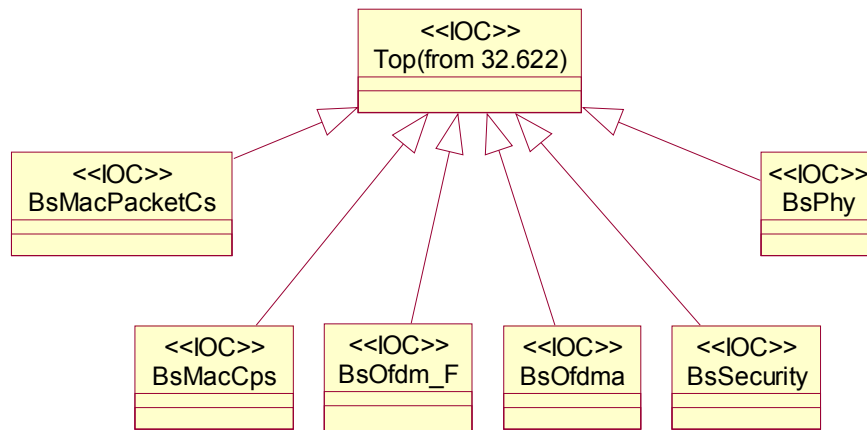 <<IOC>>
Top(from 32.622)
<<IOC>>
BsMacPacketCs
<<IOC>>
BsPhy
<<IOC>>
BsMacCps
<<IOC>>
BsOfdm_F
<<IOC>>
BsOfdma
<<IOC>>
BsSecurity